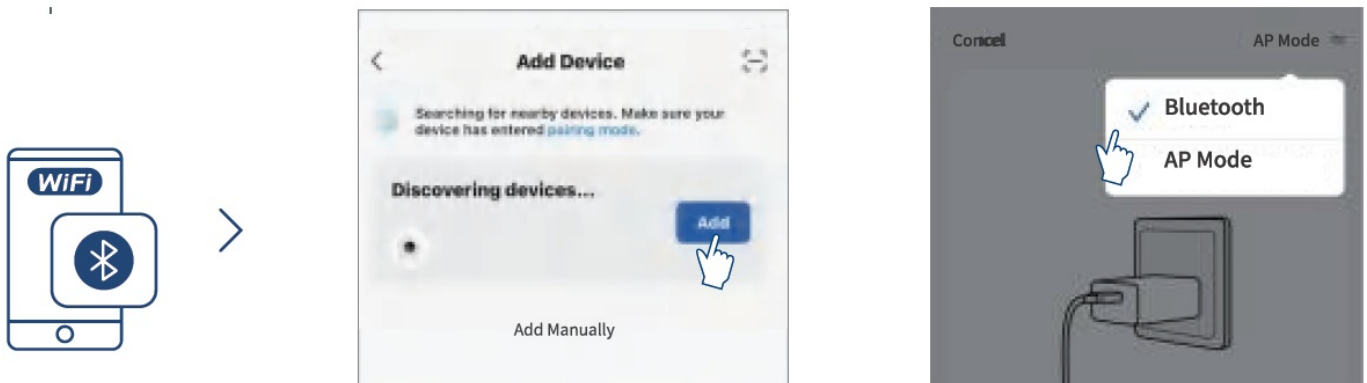 WiFi
Add Device
Searching for nearby devices. Make sure your
device has entered pairing mode.
Discovering devices...
Add
Add Manually
Concel
AP Mode
Bluetooth
AP Mode